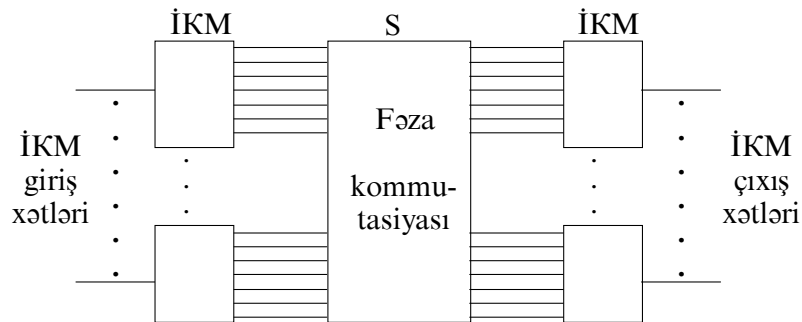 İKM
S
İKM
Fəza
kommu-
tasiyası
İKM
giriş
xətləri
İKM
çıxış
xətləri